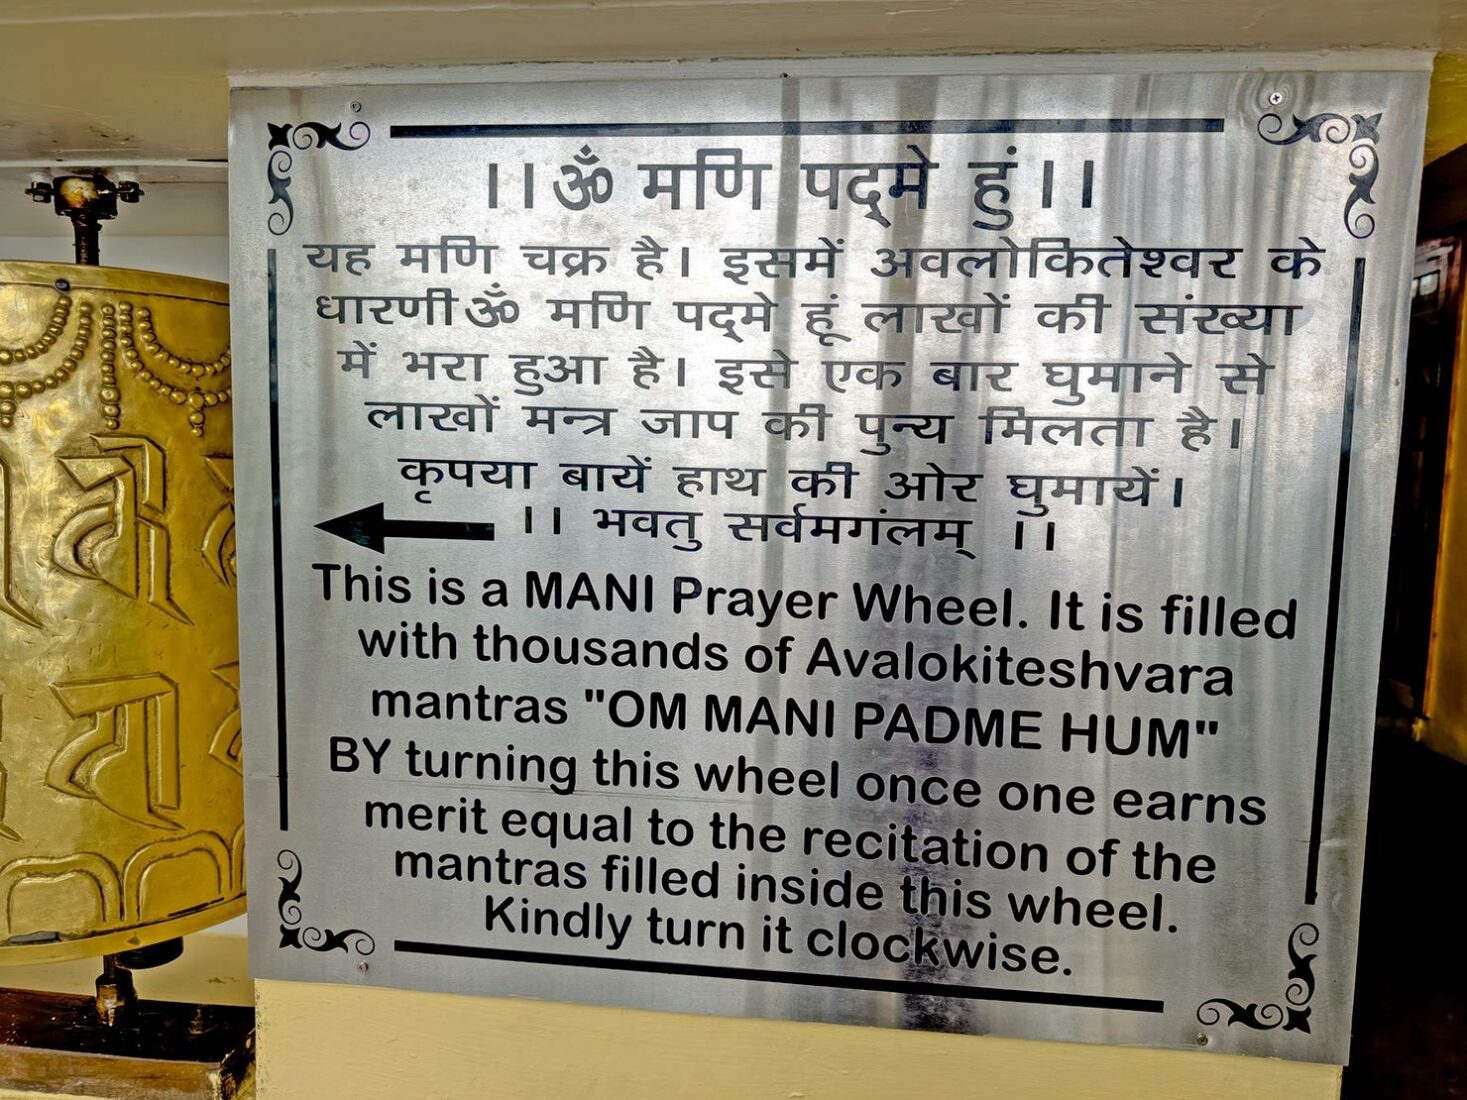 ।।ॐ मणि पद्‌मे हुं।।
यह मणि चक्र है। इसमें अवलोकितेश्वर के
धारणी ॐ मणि पद्‌मे हूं लाखों की संख्या
में भरा हुआ है। इसे एक बार घुमाने से
लाखों मन्त्र जाप की पुन्य मिलता है।
कृपया बायें हाथ की ओर घुमायें।
।। भवतु सर्वमगंलम् ।।
This is a MANI Prayer Wheel. It is filled
with thousands of Avalokiteshvara
mantras "OM MANI PADME HUM"
BY turning this wheel once one earns
merit equal to the recitation of the
mantras filled inside this wheel.
Kindly turn it clockwise.